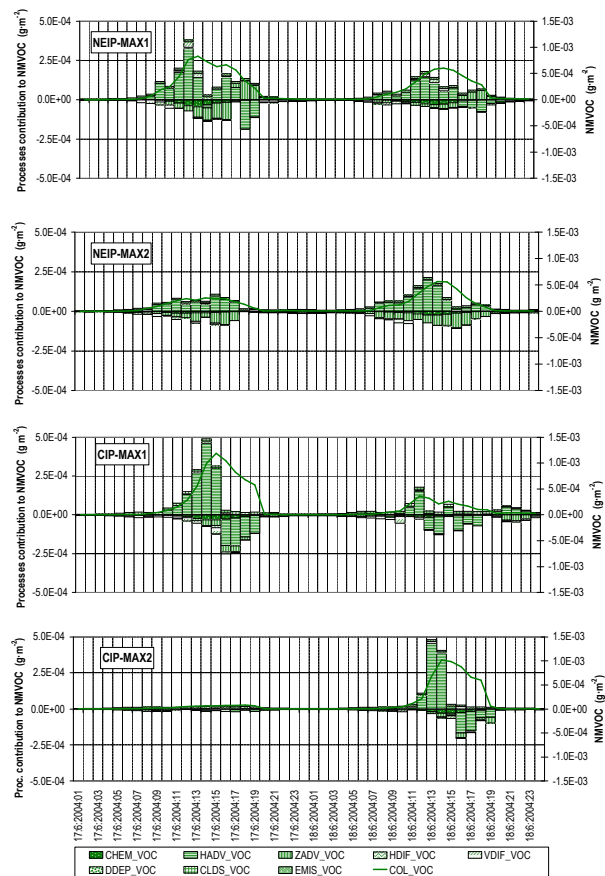 Processes contribution to NMVOC (g·m-2)
5.0E-04
2.5E-04
0.0E+00
-2.5E-04
-5.0E-04
NEIP-MAX1
1.5E-03
1.0E-03
5.0E-04
0.0E+00
-5.0E-04
-1.0E-03
-1.5E-03
NMVOC (g·m-2)
Processes contribution to NMVOC (g·m-2)
5.0E-04
2.5E-04
0.0E+00
-2.5E-04
-5.0E-04
NEIP-MAX2
1.5E-03
1.0E-03
5.0E-04
0.0E+00
-5.0E-04
-1.0E-03
-1.5E-03
NMVOC (g m-2)
Processes contribution to NMVOC (g·m-2)
5.0E-04
2.5E-04
0.0E+00
-2.5E-04
-5.0E-04
CIP-MAX1
1.5E-03
1.0E-03
5.0E-04
0.0E+00
-5.0E-04
-1.0E-03
-1.5E-03
NMVOC (g·m-2)
Proc. contribution to NMVOC (g·m-2)
5.0E-04
2.5E-04
0.0E+00
-2.5E-04
-5.0E-04
CIP-MAX2
1.5E-03
1.0E-03
5.0E-04
0.0E+00
-5.0E-04
-1.0E-03
-1.5E-03
NMVOC (g·m-2)
17:6:2004:01
17:6:2004:03
17:6:2004:05
17:6:2004:07
17:6:2004:09
17:6:2004:11
17:6:2004:13
17:6:2004:15
17:6:2004:17
17:6:2004:19
17:6:2004:21
17:6:2004:23
18:6:2004:01
18:6:2004:03
18:6:2004:05
18:6:2004:07
18:6:2004:09
18:6:2004:11
18:6:2004:13
18:6:2004:15
18:6:2004:17
18:6:2004:19
18:6:2004:21
18:6:2004:23
CHEM_VOC HADV_VOC ZADV_VOC HDIF_VOC VDIF_VOC
DDEP_VOC CLDS_VOC EMIS_VOC COL_VOC